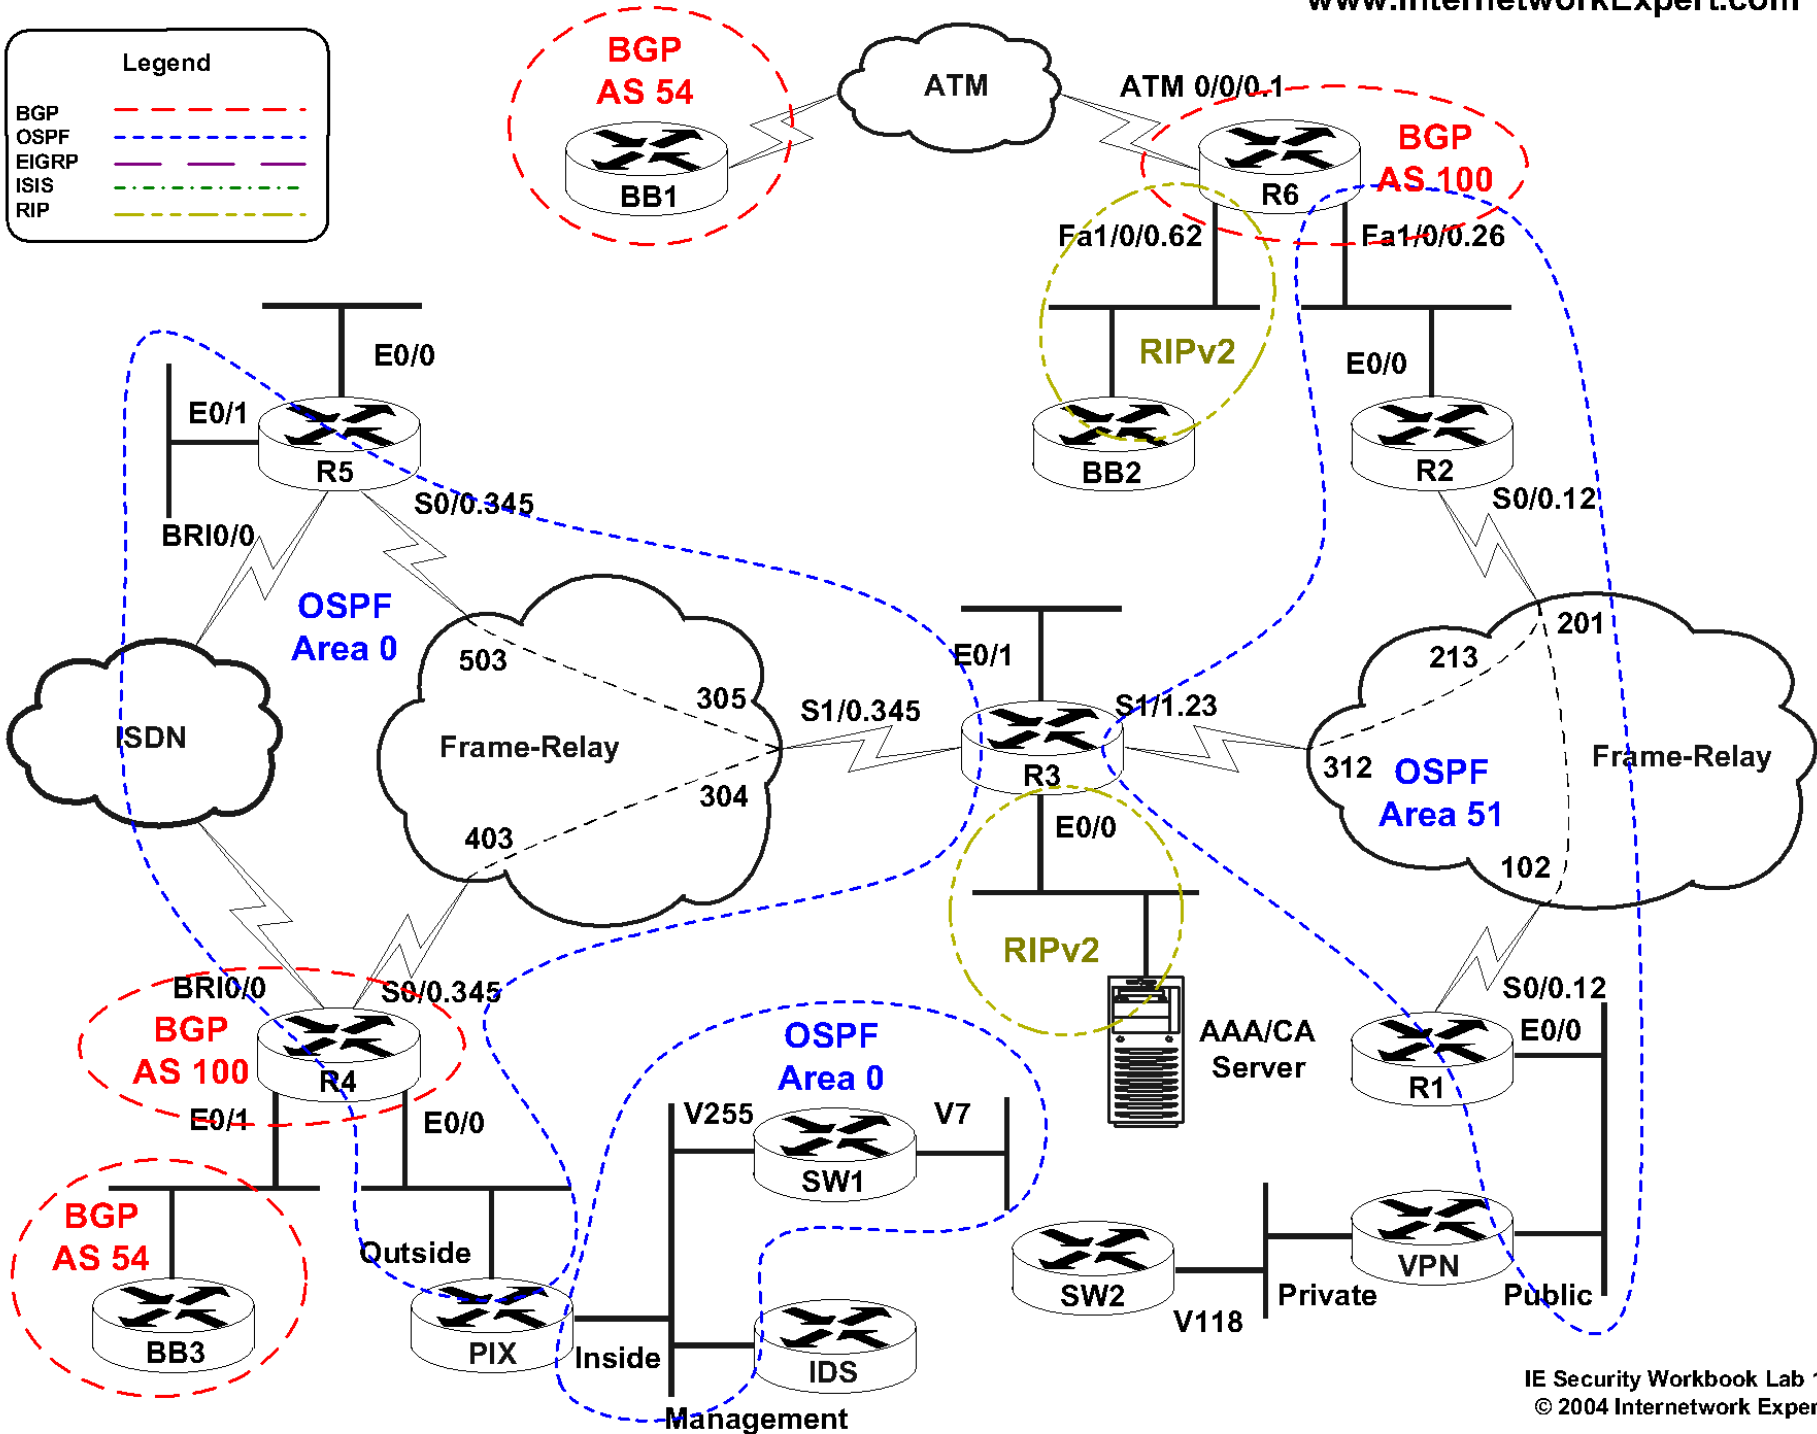 www.InternetworkExpert.com
Legend
BGP
OSPF
EIGRP
ISIS
RIP
BGP
AS 54
BB1
ATM
ATM 0/0/0.1
R6
BGP
AS 100
Fa1/0/0.62
Fa1/0/0.26
RIPv2
BB2
E0/0
R2
S0/0.12
E0/0
E0/1
R5
S0/0.345
BRI0/0
OSPF
Area 0
ISDN
503
305
Frame-Relay
304
403
S1/0.345
E0/1
R3
S1/1.23
E0/0
RIPv2
AAA/CA
Server
201
213
312
OSPF
Area 51
Frame-Relay
102
S0/0.12
E0/0
R1
BRI0/0
S0/0.345
BGP
AS 100
R4
E0/1
E0/0
BGP
AS 54
BB3
Outside
PIX
Inside
Management
OSPF
Area 0
V255
V7
SW1
IDS
SW2
V118
Private
VPN
Public
IE Security Workbook Lab
© 2004 Internetwork Exper